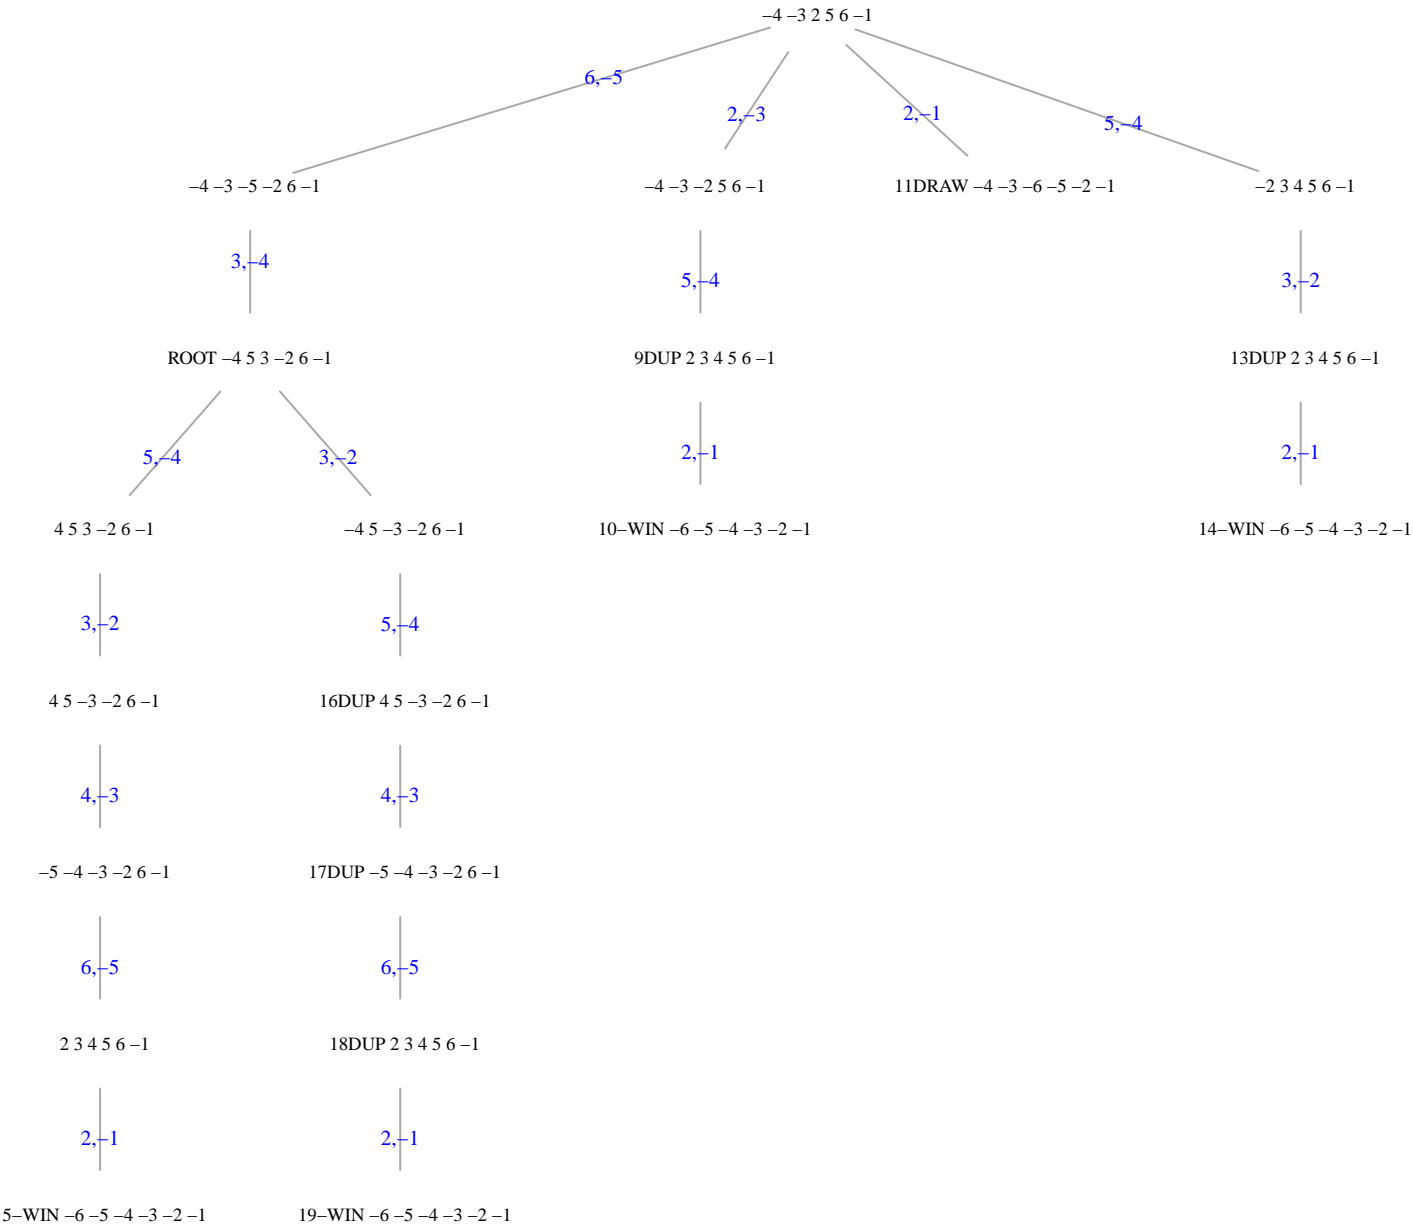 –4 –3 2 5 6 –1
6,–5
2,–3
2,–1
5,–4
–4 –3 –5 –2 6 –1
–4 –3 –2 5 6 –1
11DRAW –4 –3 –6 –5 –2 –1
–2 3 4 5 6 –1
3,–4
5,–4
3,–2
ROOT –4 5 3 –2 6 –1
9DUP 2 3 4 5 6 –1
13DUP 2 3 4 5 6 –1
5,–4
3,–2
2,–1
2,–1
4 5 3 –2 6 –1
–4 5 –3 –2 6 –1
10–WIN –6 –5 –4 –3 –2 –1
14–WIN –6 –5 –4 –3 –2 –1
3,–2
5,–4
4 5 –3 –2 6 –1
16DUP 4 5 –3 –2 6 –1
4,–3
4,–3
–5 –4 –3 –2 6 –1
17DUP –5 –4 –3 –2 6 –1
6,–5
6,–5
2 3 4 5 6 –1
18DUP 2 3 4 5 6 –1
2,–1
2,–1
5–WIN –6 –5 –4 –3 –2 –1
19–WIN –6 –5 –4 –3 –2 –1